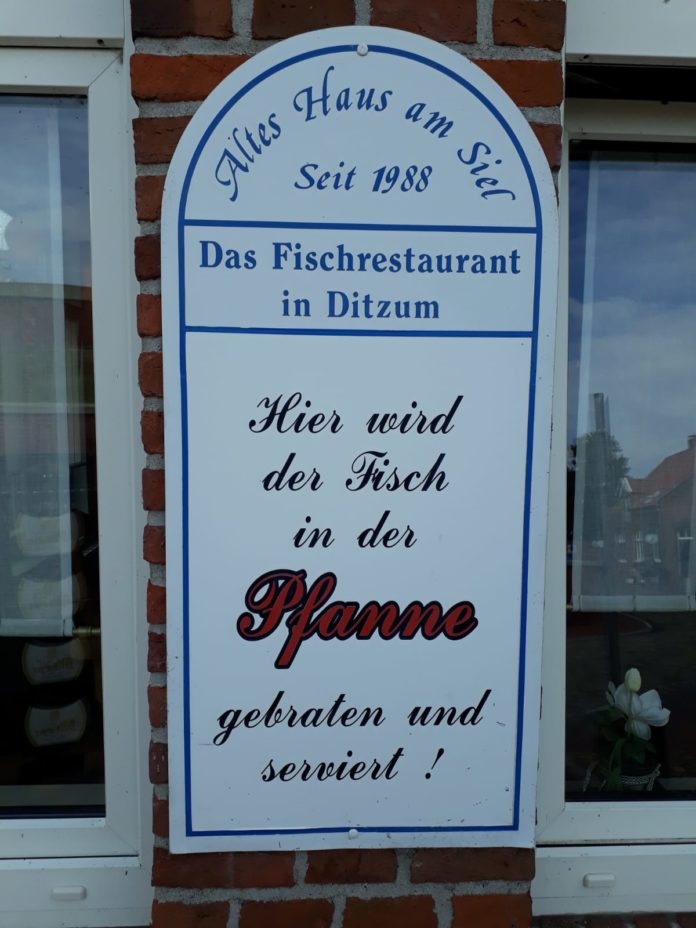 Altes Haus am Siel
Seit 1988
Das Fischrestaurant
in Ditzum
Hier wird
der Fisch
in der
Pfanne
gebraten und
serviert !